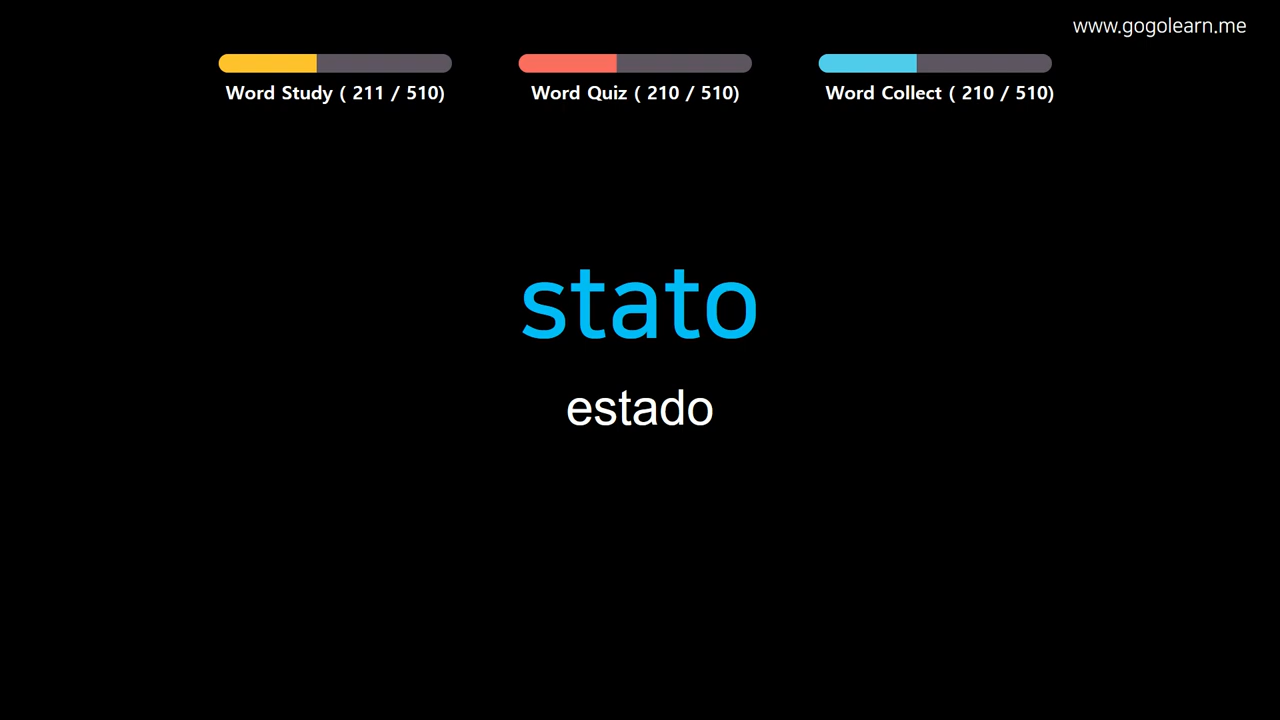 www.gogolearn.me
Word Study ( 211 / 510)
Word Quiz ( 210 / 510)
Word Collect ( 210 / 510)
stato
estado